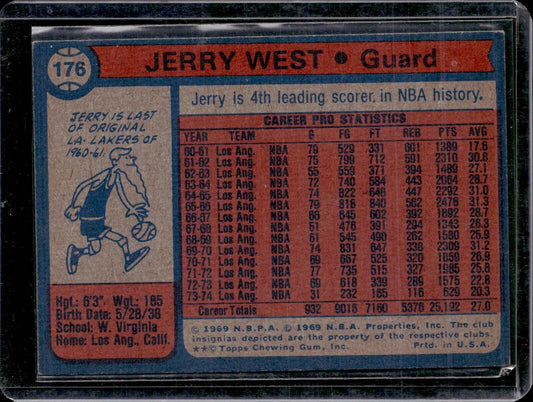 176
JERRY WEST • Guard
JERRY IS LAST
OF ORIGINAL
LA. LAKERS OF
1960-61.
Jerry is 4th leading scorer, in NBA history.
CAREER PRO STATISTICS
YEAR TEAM G FG FT REB PTS AVG
60-61 Los Ang. NBA 79 529 331 601 1389 17.6
61-62 Los Ang. NBA 75 799 712 591 2310 30.8
62-63 Los Ang. NBA 55 559 371 384 1489 27.1
63-64 Los Ang. NBA 72 740 584 443 2064 28.7
64-65 Los Ang. NBA 74 822 648 447 2292 31.0
65-66 Los Ang. NBA 79 818 840 562 2476 31.3
66-67 Los Ang. NBA 66 645 602 392 1892 28.7
67-68 Los Ang. NBA 51 476 391 294 1343 26.3
68-69 Los Ang. NBA 61 545 490 262 1580 25.9
69-70 Los Ang. NBA 74 831 647 338 2309 31.2
70-71 Los Ang. NBA 69 667 525 320 1859 26.9
71-72 Los Ang. NBA 77 735 515 327 1985 25.8
72-73 Los Ang. NBA 69 618 339 289 1575 22.8
73-74 Los Ang. NBA 31 232 165 116 629 20.3
Career Totals 932 9016 7160 5376 25,192 27.0
Hgt: 6'3" Wgt: 185
Birth Date: 5/28/38
School: W. Virginia
Home: Los Ang., Calif.
© 1969 N.B.P.A. © 1969 N.B.A. Properties, Inc. The club
insignias depicted are the property of the respective clubs.
**© Topps Chewing Gum, Inc. Prtd. in U.S.A.